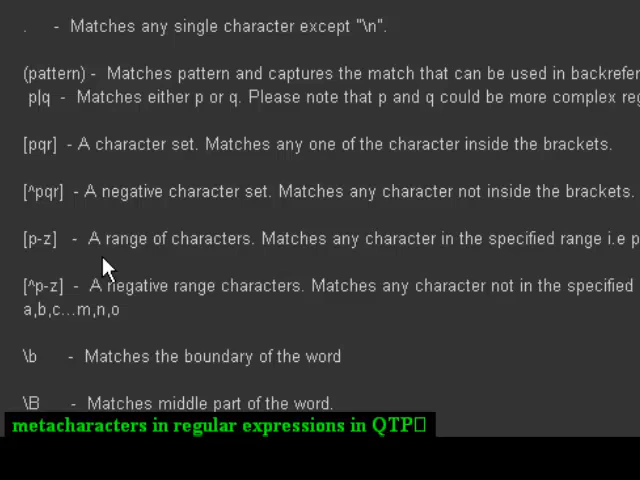 . - Matches any single character except "\n".
(pattern) - Matches pattern and captures the match that can be used in backrefer
p|q - Matches either p or q. Please note that p and q could be more complex reg
[pqr] - A character set. Matches any one of the character inside the brackets.
[^pqr] - A negative character set. Matches any character not inside the brackets.
[p-z] - A range of characters. Matches any character in the specified range i.e p
[^p-z] - A negative range characters. Matches any character not in the specified
a,b,c...m,n,o
\b - Matches the boundary of the word
\B - Matches middle part of the word.
metacharacters in regular expressions in QTP